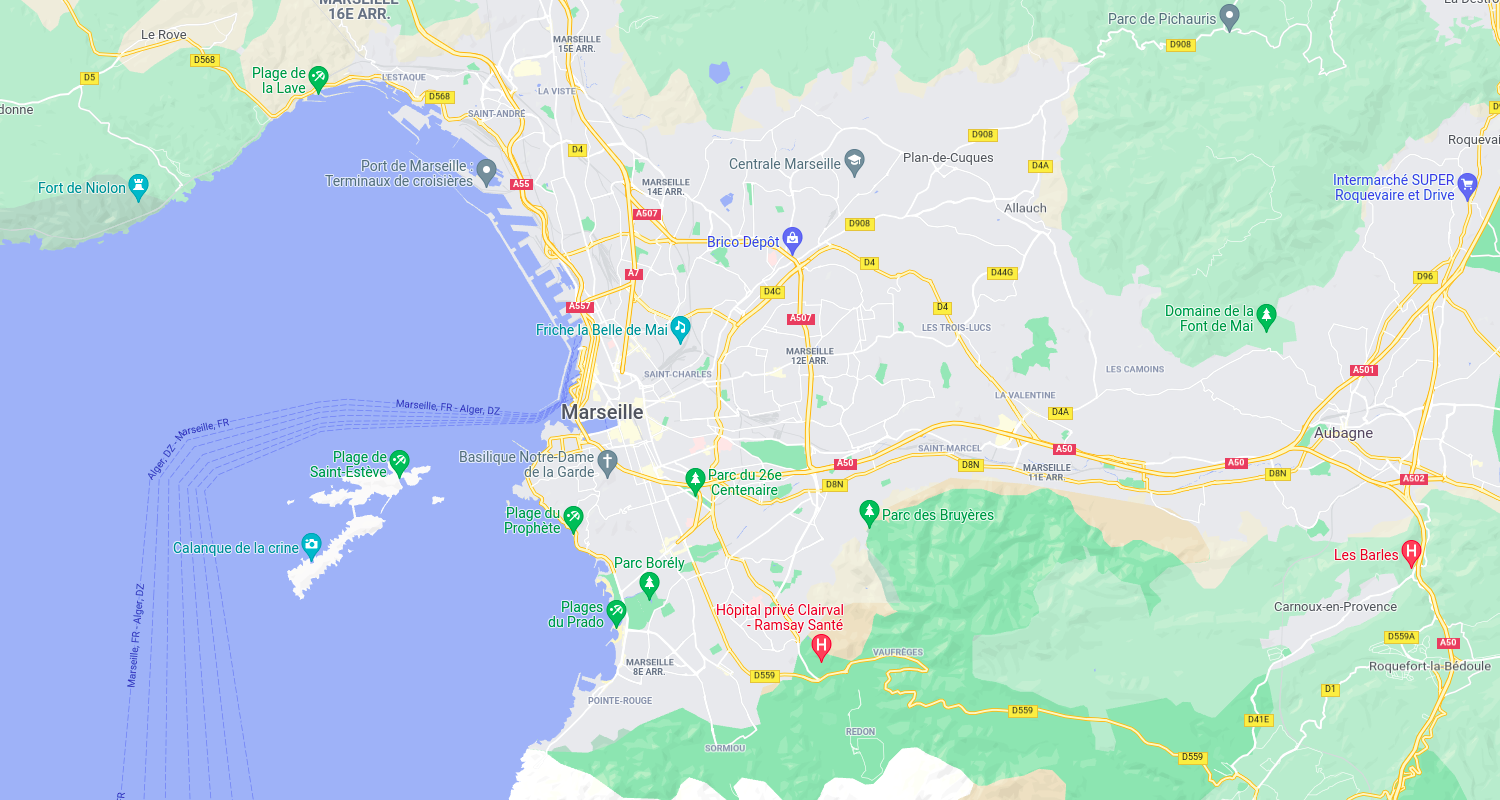 MARSEILLE
16E ARR.
Le Rove
D568
D5
Plage de
la Lave
L'ESTAQUE
D568
SAINT-ANDRÉ
MARSEILLE
15E ARR.
LA VISTE
D4
Parc de Pichauris
D908
Fort de Niolon
Port de Marseille :
Terminaux de croisières
A55
MARSEILLE
14E ARR.
A507
Centrale Marseille
Plan-de-Cuques
D908
D4A
Allauch
Intermarché SUPER
Roquevaire et Drive
Brico Dépôt
D908
D4
A7
D4C
D44G
D96
A557
Friche la Belle de Mai
A507
D4
LES TROIS-LUCS
Domaine de la
Font de Mai
MARSEILLE
12E ARR.
SAINT-CHARLES
LES CAMOINS
A501
Marseille, FR - Alger, DZ
Marseille
LA VALENTINE
D4A
Aubagne
Alger, DZ - Marseille, FR
Plage de
Saint-Estève
Basilique Notre-Dame
de la Garde
Parc du 26e
Centenaire
A50
D8N
SAINT-MARCEL
D8N
A50
MARSEILLE
11E ARR.
A50
D8N
A502
Plage du
Prophète
Parc des Bruyères
Calanque de la crine
Parc Borély
Les Barles
Plages
du Prado
Hôpital privé Clairval
- Ramsay Santé
Carnoux-en-Provence
D559A
A50
Marseille, FR - Alger, DZ
MARSEILLE
8E ARR.
D559
VAUFRÈGES
Roquefort-la-Bédoule
POINTE-ROUGE
D1
D559
D41E
SORMIOU
REDON
D559